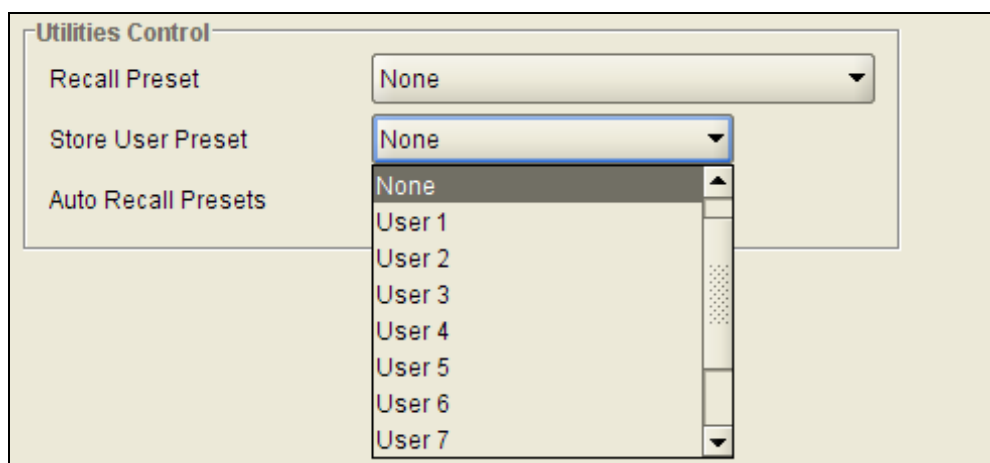 Utilities Control
Recall Preset None
Store User Preset None
Auto Recall Presets
None
User 1
User 2
User 3
User 4
User 5
User 6
User 7